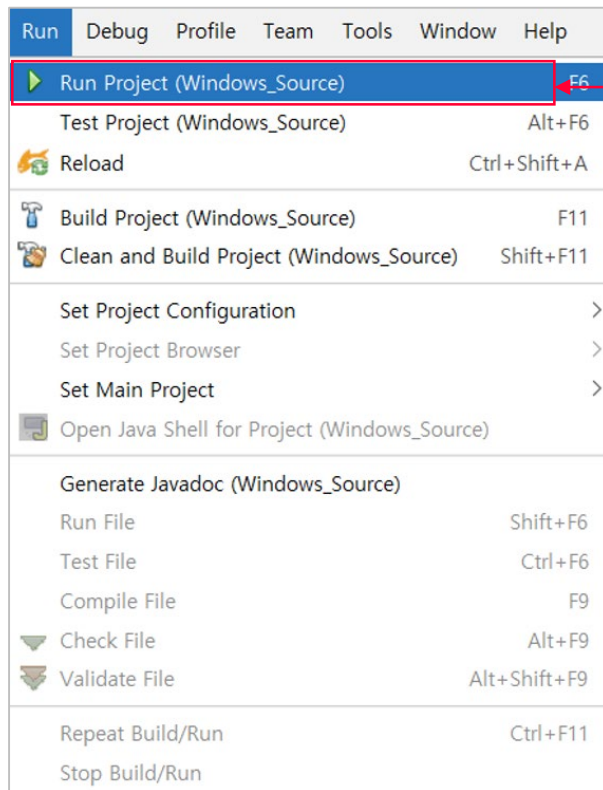 Run Debug Profile Team Tools Window Help
Run Project (Windows_Source) F6
Test Project (Windows_Source) Alt+F6
Reload Ctrl+Shift+A
Build Project (Windows_Source) F11
Clean and Build Project (Windows_Source) Shift+F11
Set Project Configuration
Set Project Browser
Set Main Project
Open Java Shell for Project (Windows_Source)
Generate Javadoc (Windows_Source)
Run File Shift+F6
Test File Ctrl+F6
Compile File F9
Check File Alt+F9
Validate File Alt+Shift+F9
Repeat Build/Run Ctrl+F11
Stop Build/Run